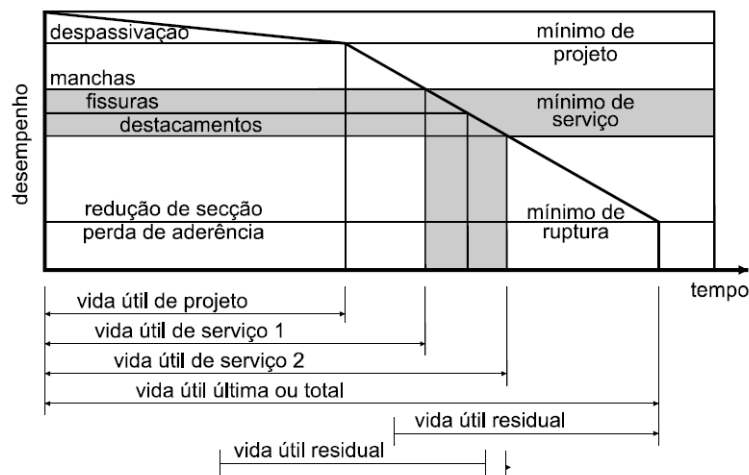 despassivação
mínimo de
projeto
manchas
fissuras
mínimo de
serviço
destacamentos
desempenho
redução de secção
mínimo de
perda de aderência
ruptura
tempo
vida útil de projeto
vida útil de serviço 1
vida útil de serviço 2
vida útil última ou total
vida útil residual
vida útil residual